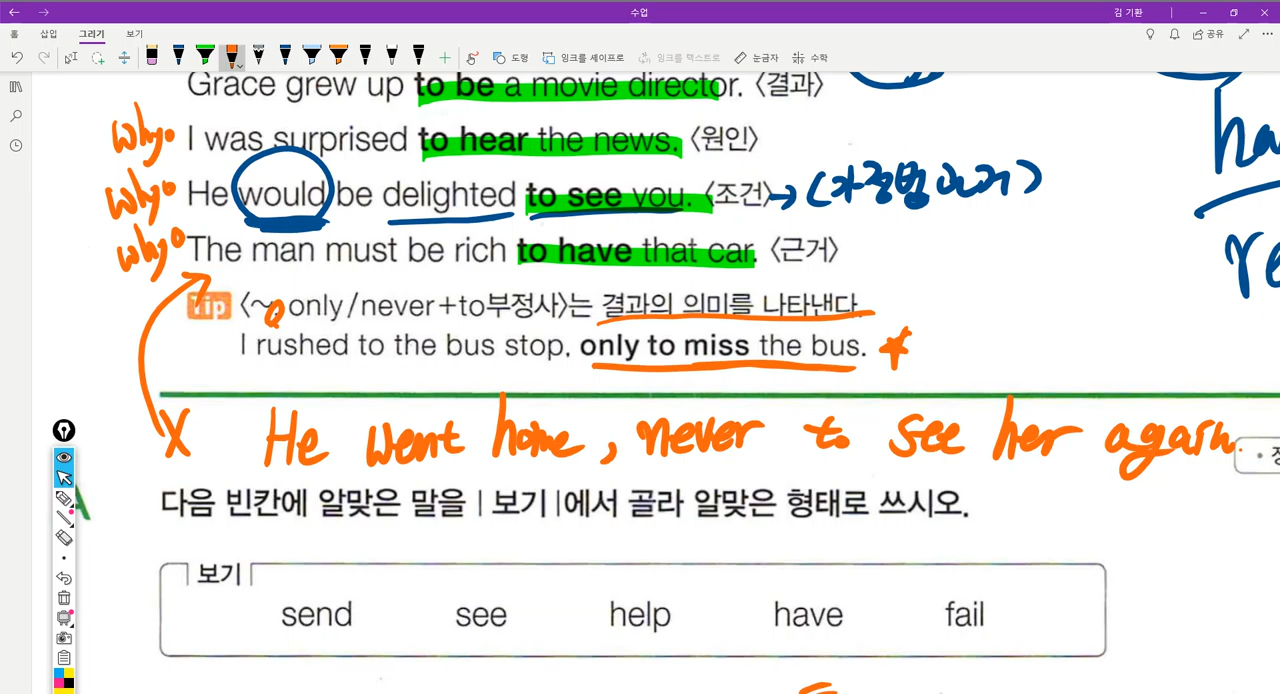 수업
김 기환
홈 삽입 그리기 보기
공유
도형 잉크를 셰이프로 잉크를 텍스트로 눈금자 수학
Grace grew up to be a movie director. 〈결과〉
why. I was surprised to hear the news. 〈원인〉
why. He would be delighted to see you. 〈조건〉 → (가정법 의미)
why. The man must be rich to have that car. 〈근거〉
Tip 〈~, only/never+to부정사〉는 결과의 의미를 나타낸다.
I rushed to the bus stop, only to miss the bus.
X He went home, never to see her again.
A
다음 빈칸에 알맞은 말을 |보기|에서 골라 알맞은 형태로 쓰시오.
보기
send see help have fail